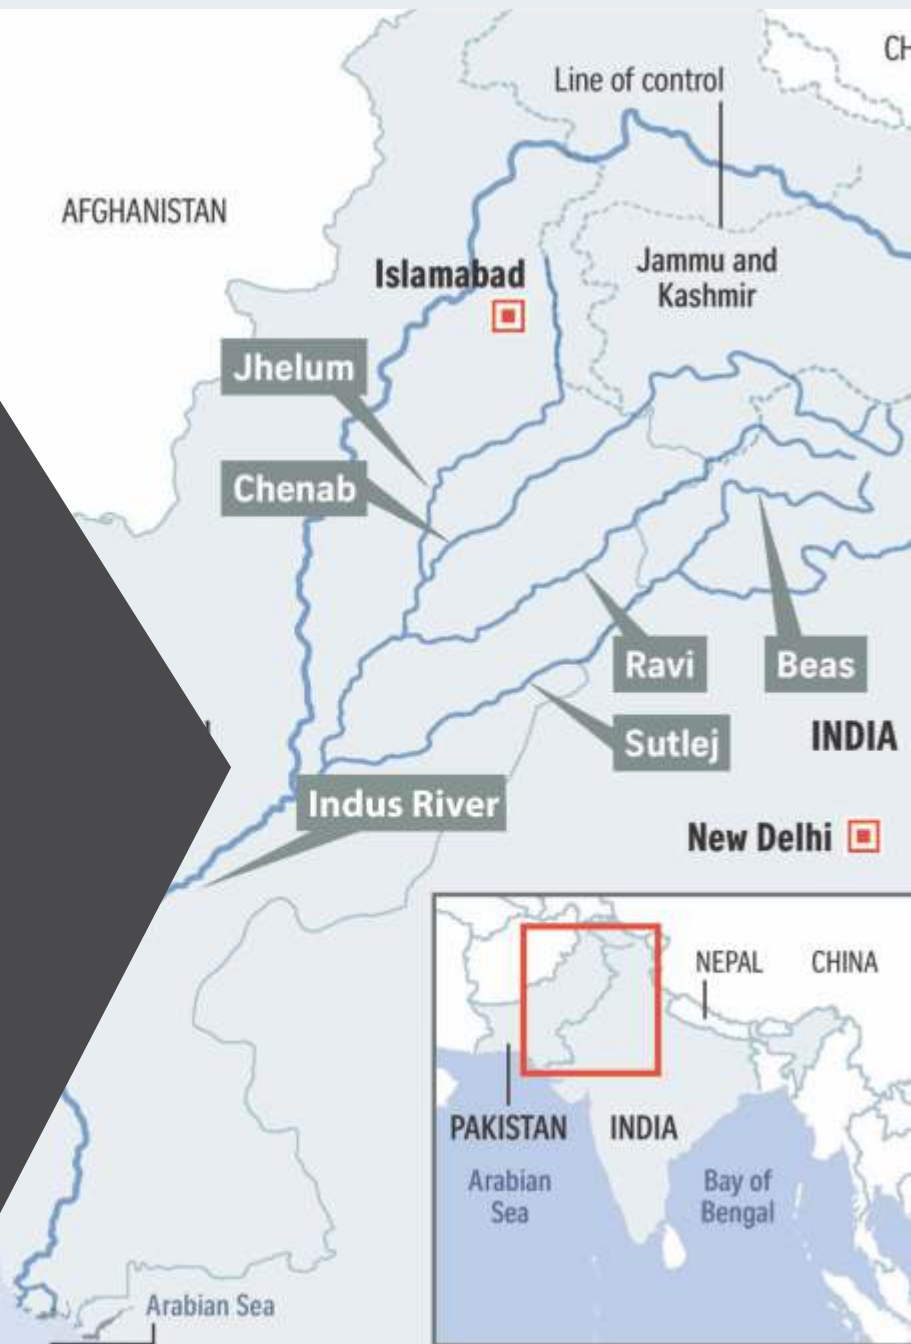 CH
Line of control
AFGHANISTAN
Jammu and
Kashmir
Islamabad
Jhelum
Chenab
Ravi
Beas
Sutlej
INDIA
Indus River
New Delhi
NEPAL
CHINA
PAKISTAN
INDIA
Arabian
Sea
Bay of
Bengal
Arabian Sea